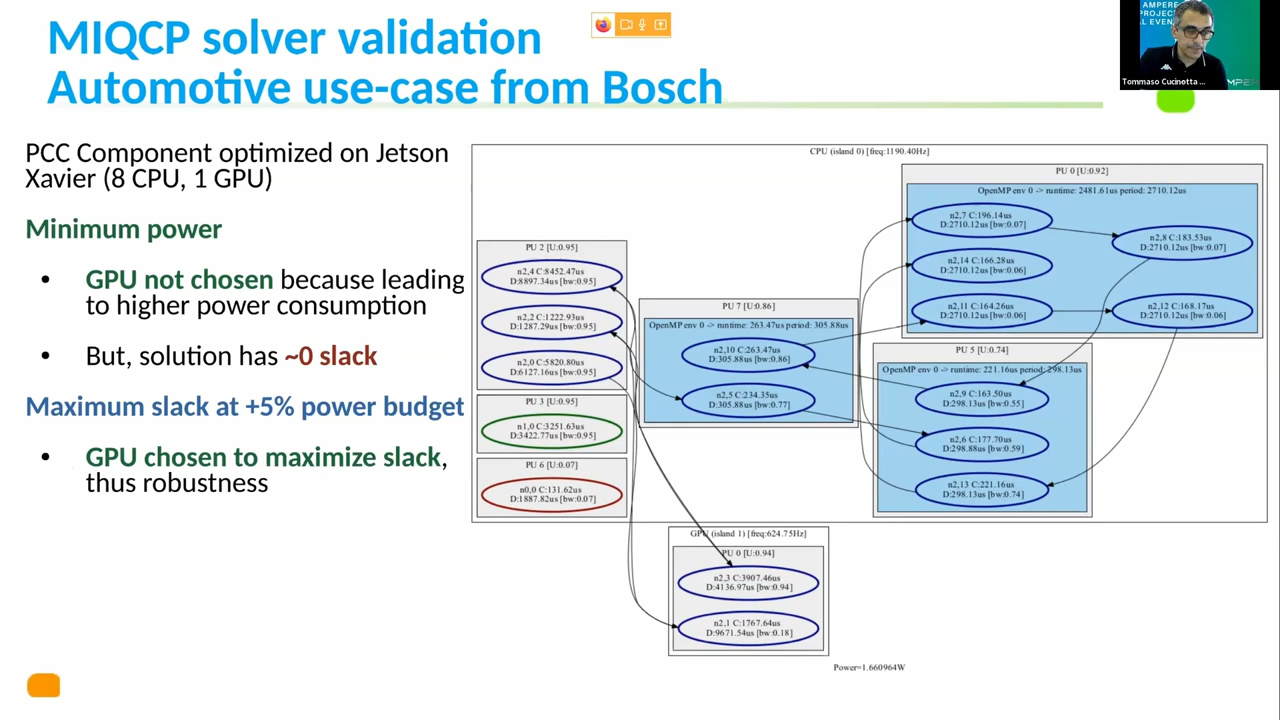 MIQCP solver validation
Automotive use-case from Bosch
AMPERE
PROJEC
L EVEN
Tommaso Cucinotta ...
MPE
PCC Component optimized on Jetson
Xavier (8 CPU, 1 GPU)
Minimum power
• GPU not chosen because leading
to higher power consumption
• But, solution has ~0 slack
Maximum slack at +5% power budget
• GPU chosen to maximize slack,
thus robustness
CPU (island 0) [freq:1190.40Hz]
PU 0 [U:0.92]
OpenMP env 0 -> runtime: 2481.61us period: 2710.12us
n2,7 C:196.14us
D:2710.12us [bw:0.07]
n2,8 C:183.53us
D:2710.12us [bw:0.07]
n2,14 C:166.28us
D:2710.12us [bw:0.06]
n2,11 C:164.26us
D:2710.12us [bw:0.06]
n2,12 C:168.17us
D:2710.12us [bw:0.06]
PU 2 [U:0.95]
n2,4 C:8452.47us
D:8897.34us [bw:0.95]
n2,2 C:1222.93us
D:1287.29us [bw:0.95]
n2,0 C:5820.80us
D:6127.16us [bw:0.95]
PU 7 [U:0.86]
OpenMP env 0 -> runtime: 263.47us period: 305.88us
n2,10 C:263.47us
D:305.88us [bw:0.86]
n2,5 C:234.35us
D:305.88us [bw:0.77]
PU 5 [U:0.74]
OpenMP env 0 -> runtime: 221.16us period: 298.13us
n2,9 C:163.50us
D:298.13us [bw:0.55]
n2,6 C:177.70us
D:298.88us [bw:0.59]
n2,13 C:221.16us
D:298.13us [bw:0.74]
PU 3 [U:0.95]
n1,0 C:3251.63us
D:3422.77us [bw:0.95]
PU 6 [U:0.07]
n0,0 C:131.62us
D:1887.82us [bw:0.07]
GPU (island 1) [freq:624.75Hz]
PU 0 [U:0.94]
n2,3 C:3907.46us
D:4136.97us [bw:0.94]
n2,1 C:1767.64us
D:9671.54us [bw:0.18]
Power=1.660964W